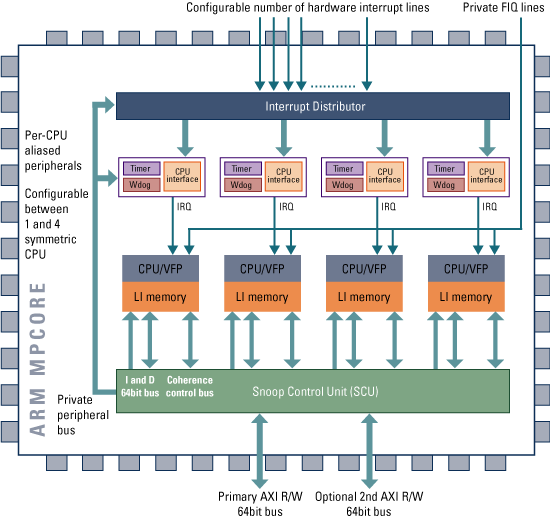 Configurable number of hardware interrupt lines
Private FIQ lines
Interrupt Distributor
Per-CPU
aliased
peripherals
Configurable
between
1 and 4
symmetric
CPU
Timer
Wdog
CPU
interface
Timer
Wdog
CPU
interface
Timer
Wdog
CPU
interface
Timer
Wdog
CPU
interface
IRQ
IRQ
IRQ
IRQ
CPU/VFP
LI memory
CPU/VFP
LI memory
CPU/VFP
LI memory
CPU/VFP
LI memory
ARM MPCORE
I and D
64bit bus
Coherence
control bus
Snoop Control Unit (SCU)
Private
peripheral
bus
Primary AXI R/W
64bit bus
Optional 2nd AXI R/W
64bit bus